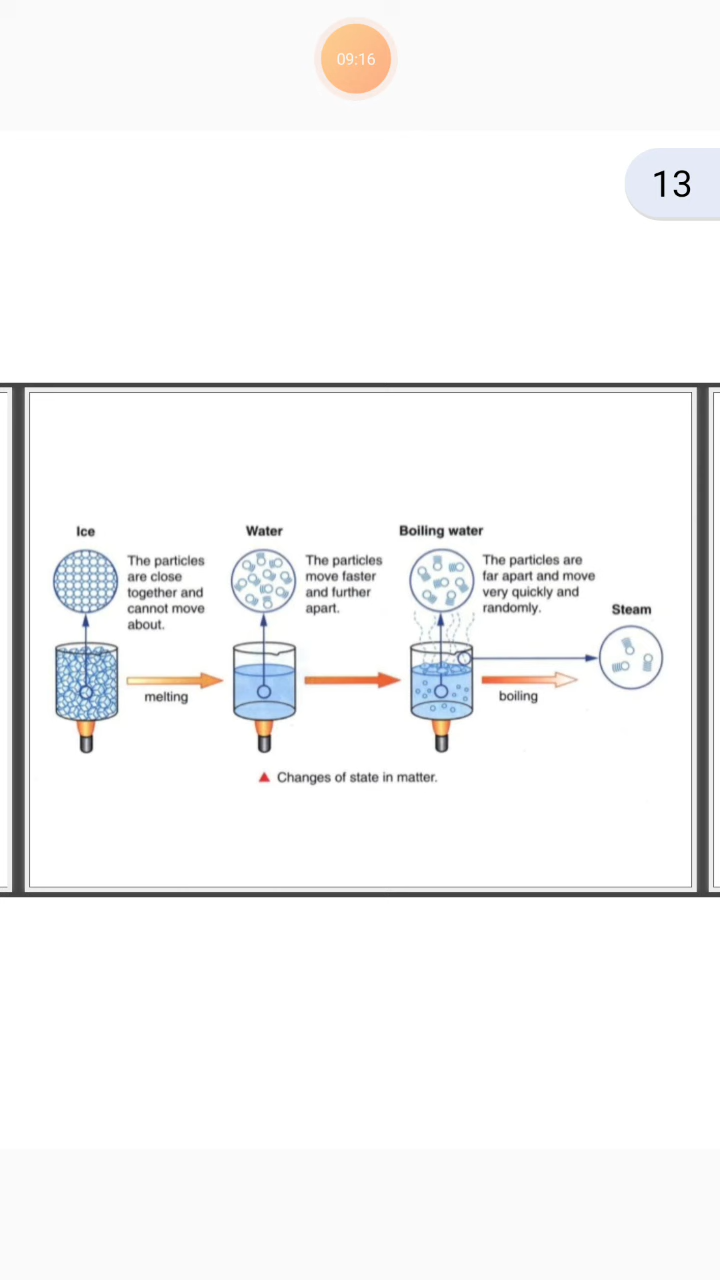 09:16
13
Ice
The particles
are close
together and
cannot move
about.
melting
Water
The particles
move faster
and further
apart.
Boiling water
The particles are
far apart and move
very quickly and
randomly.
boiling
Steam
▲ Changes of state in matter.